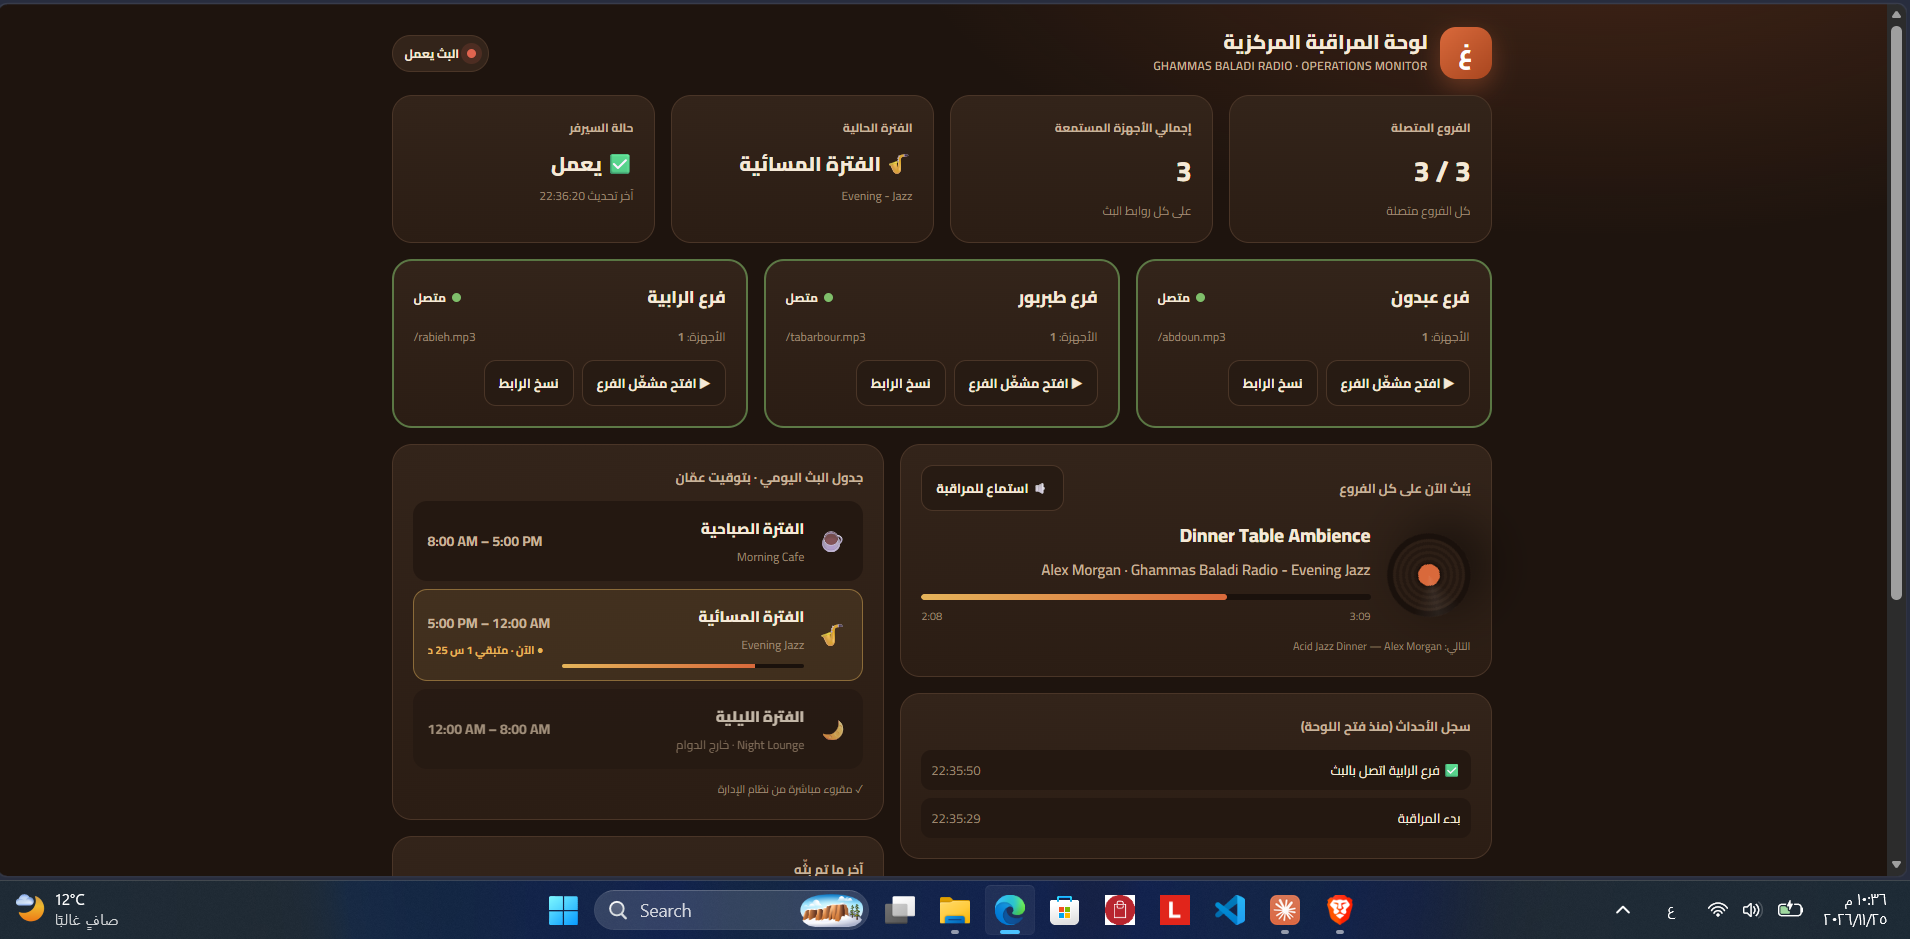 غ
لوحة المراقبة المركزية
GHAMMAS BALADI RADIO · OPERATIONS MONITOR
البث يعمل
الفروع المتصلة
3 / 3
كل الفروع متصلة
إجمالي الأجهزة المستمعة
3
على كل روابط البث
الفترة الحالية
🎷 الفترة المسائية
Evening - Jazz
حالة السيرفر
✅ يعمل
آخر تحديث 22:36:20
فرع عبدون
متصل
الأجهزة: 1
/abdoun.mp3
▶ افتح مشغّل الفرع
نسخ الرابط
فرع طبربور
متصل
الأجهزة: 1
/tabarbour.mp3
▶ افتح مشغّل الفرع
نسخ الرابط
فرع الرابية
متصل
الأجهزة: 1
/rabieh.mp3
▶ افتح مشغّل الفرع
نسخ الرابط
يُبث الآن على كل الفروع
استماع للمراقبة
Dinner Table Ambience
Alex Morgan · Ghammas Baladi Radio - Evening Jazz
2:08
3:09
التالي: Acid Jazz Dinner — Alex Morgan
سجل الأحداث (منذ فتح اللوحة)
✅ فرع الرابية اتصل بالبث
22:35:50
بدء المراقبة
22:35:29
جدول البث اليومي · بتوقيت عمّان
الفترة الصباحية
Morning Cafe
8:00 AM – 5:00 PM
الفترة المسائية
Evening Jazz
5:00 PM – 12:00 AM
● الآن · متبقي 1 س 25 د
الفترة الليلية
Night Lounge · خارج الدوام
12:00 AM – 8:00 AM
✓ مقروء مباشرة من نظام الإدارة
آخر ما تم بثّه
12°C
صافٍ غالبًا
Search
L
ع
١٠:٣٦ م
٢٠٢٦/١١/٢٥